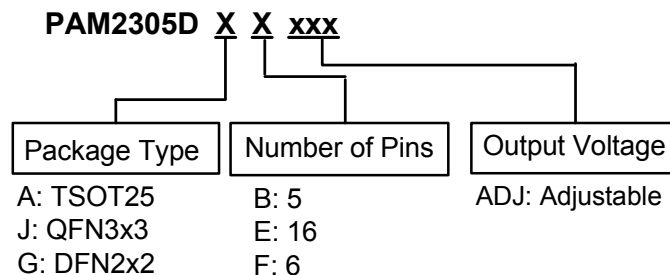 PAM2305D X X xxx
Package Type
Number of Pins
Output Voltage
A: TSOT25
B: 5
ADJ: Adjustable
J: QFN3x3
E: 16
G: DFN2x2
F: 6